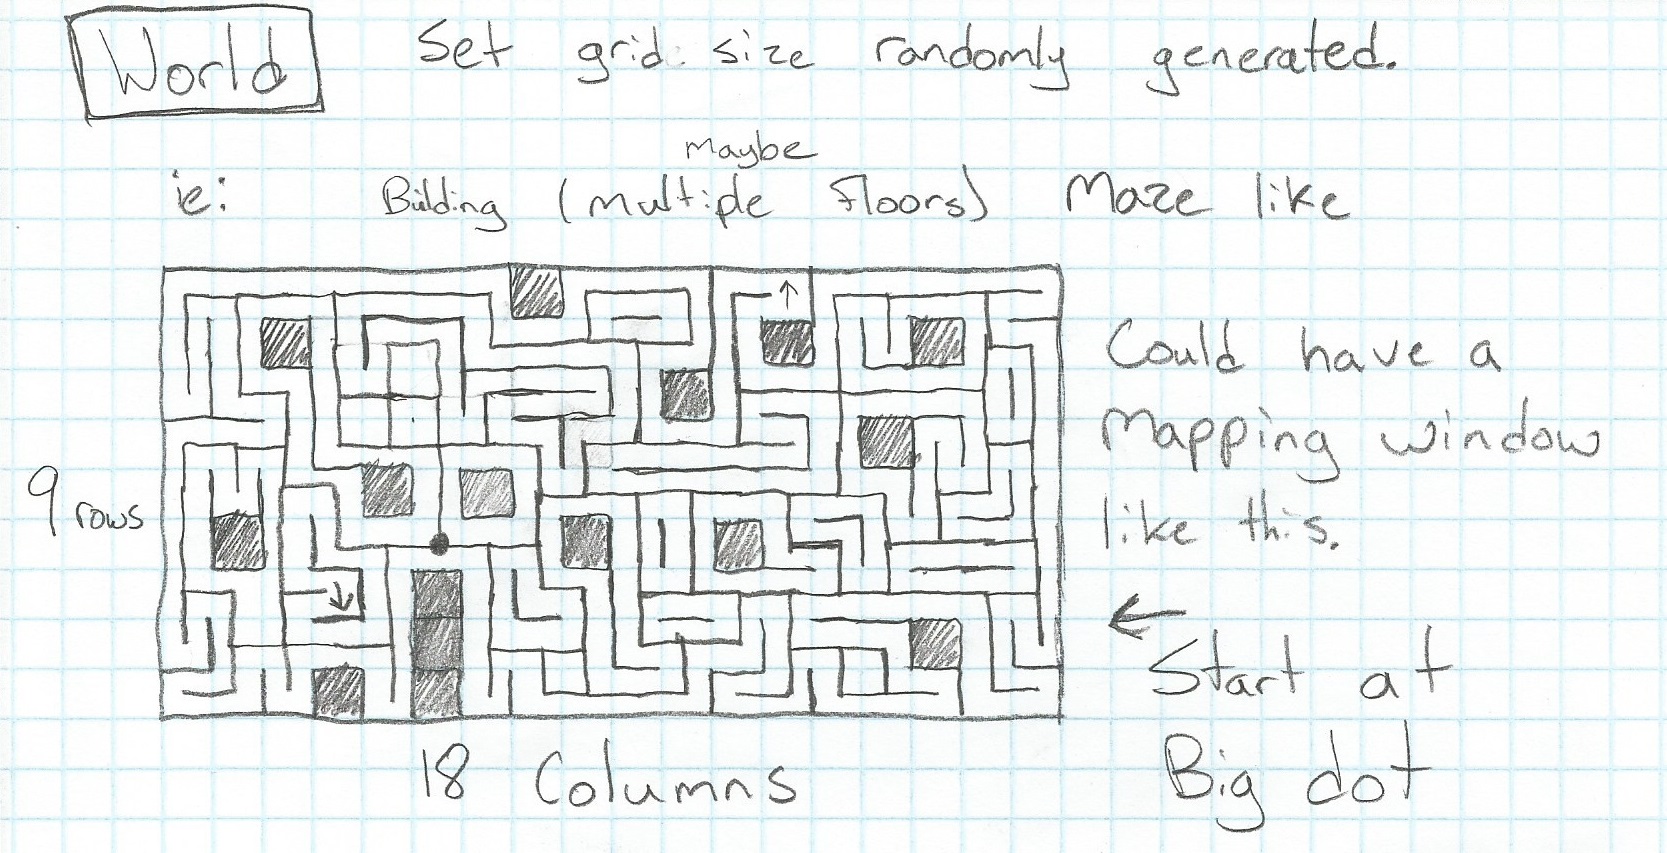 World
Set grid size randomly generated.
maybe
ie: Bulding (multiple floors) Maze like
Could have a
Mapping window
like this.
9 rows
Start at
Big dot
18 Columns